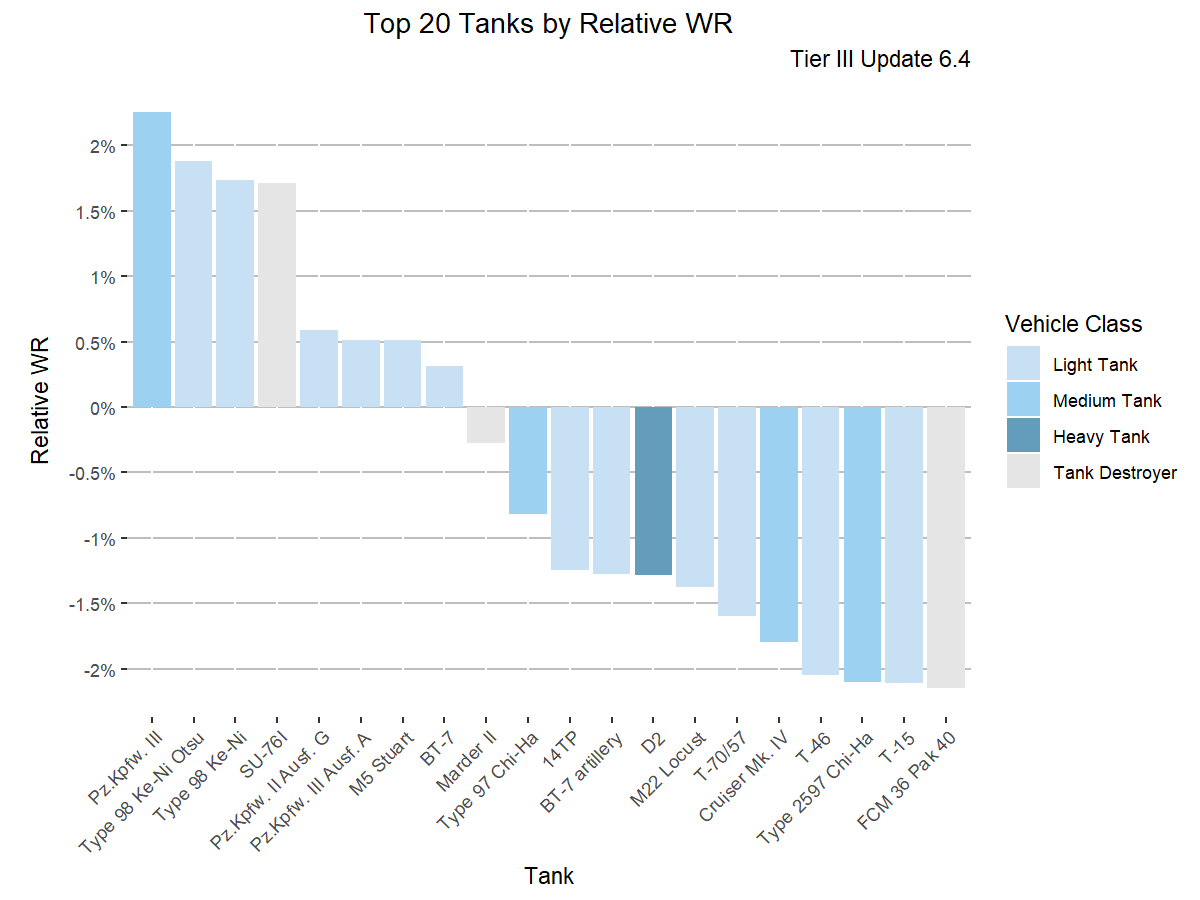 Top 20 Tanks by Relative WR
Tier III Update 6.4
2%
1.5%
1%
0.5%
0%
-0.5%
-1%
-1.5%
-2%
Relative WR
Pz.Kpfw. III
Type 98 Ke-Ni Otsu
Type 98 Ke-Ni
SU-76I
Pz.Kpfw. II Ausf. G
Pz.Kpfw. III Ausf. A
M5 Stuart
BT-7
Marder II
Type 97 Chi-Ha
14TP
BT-7 artillery
D2
M22 Locust
T-70/57
Cruiser Mk. IV
T-46
Type 2597 Chi-Ha
T-15
FCM 36 Pak 40
Tank
Vehicle Class
Light Tank
Medium Tank
Heavy Tank
Tank Destroyer